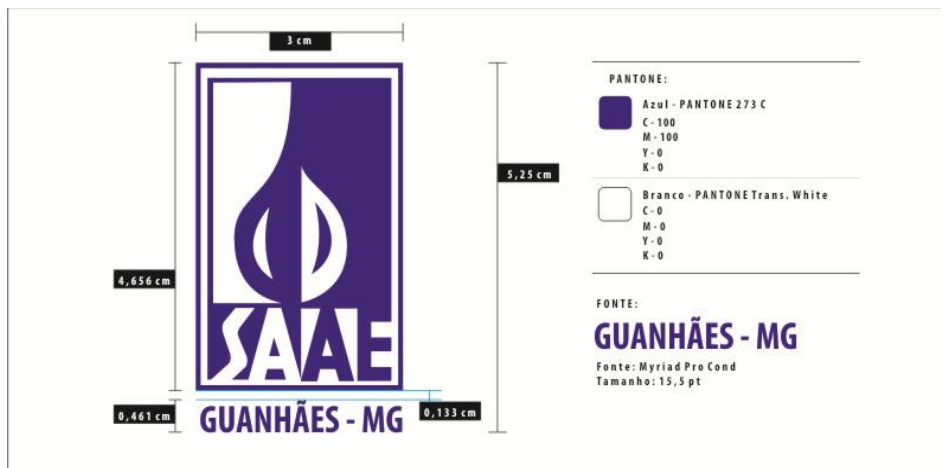 3 cm
4,656 cm
5,25 cm
SAAE
0,461 cm
0,133 cm
GUANHÃES - MG
PANTONE:
Azul - PANTONE 273 C
C - 100
M - 100
Y - 0
K - 0
Branco - PANTONE Trans. White
C - 0
M - 0
Y - 0
K - 0
FONTE:
GUANHÃES - MG
Fonte: Myriad Pro Cond
Tamanho: 15,5 pt